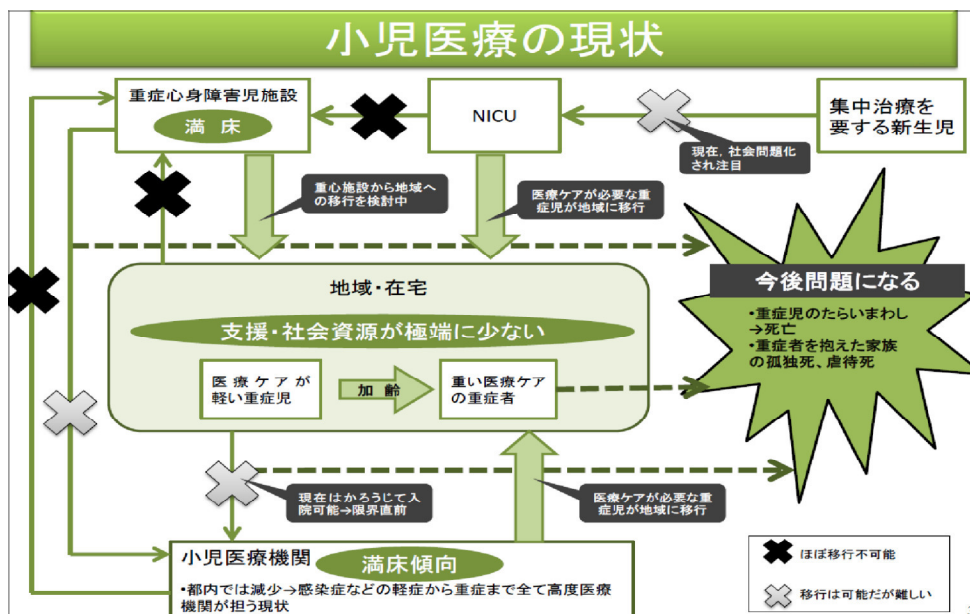 小児医療の現状
重症心身障害児施設
満 床
NICU
集中治療を
要する新生児
現在，社会問題化
され注目
重心施設から地域へ
の移行を検討中
医療ケアが必要な重
症児が地域に移行
地域・在宅
支援・社会資源が極端に少ない
医療ケアが
軽い重症児
加 齢
重い医療ケア
の重症者
今後問題になる
・重症児のたらいまわし
→死亡
・重症者を抱えた家族
の孤独死、虐待死
現在はかろうじて入
院可能→限界直前
医療ケアが必要な重
症児が地域に移行
小児医療機関
満床傾向
・都内では減少→感染症などの軽症から重症まで全て高度医療
機関が担う現状
ほぼ移行不可能
移行は可能だが難しい